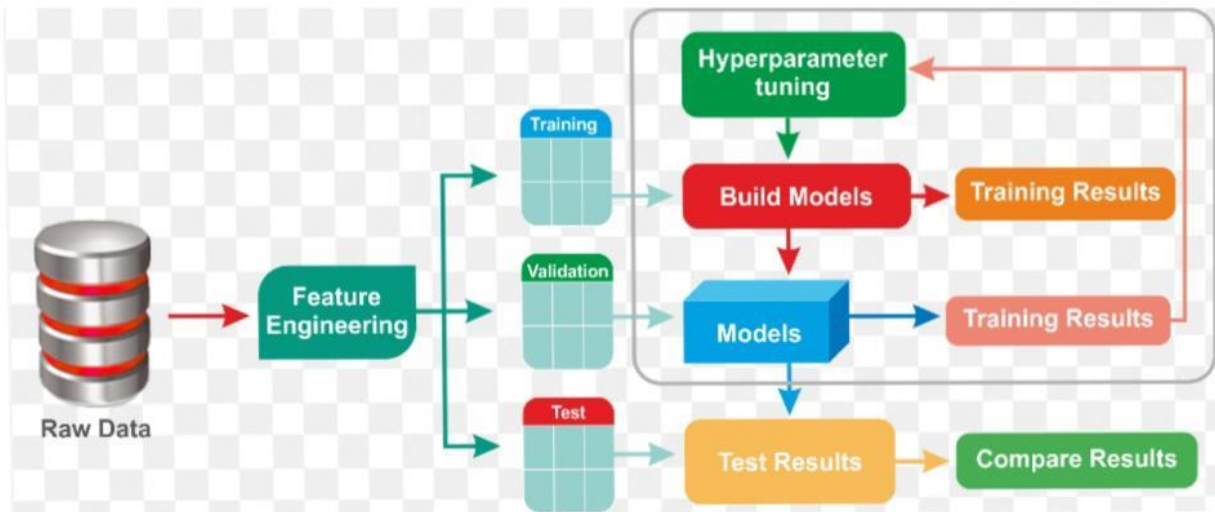 Hyperparameter
tuning
Training
Build Models
Training Results
Validation
Feature
Engineering
Models
Training Results
Raw Data
Test
Test Results
Compare Results